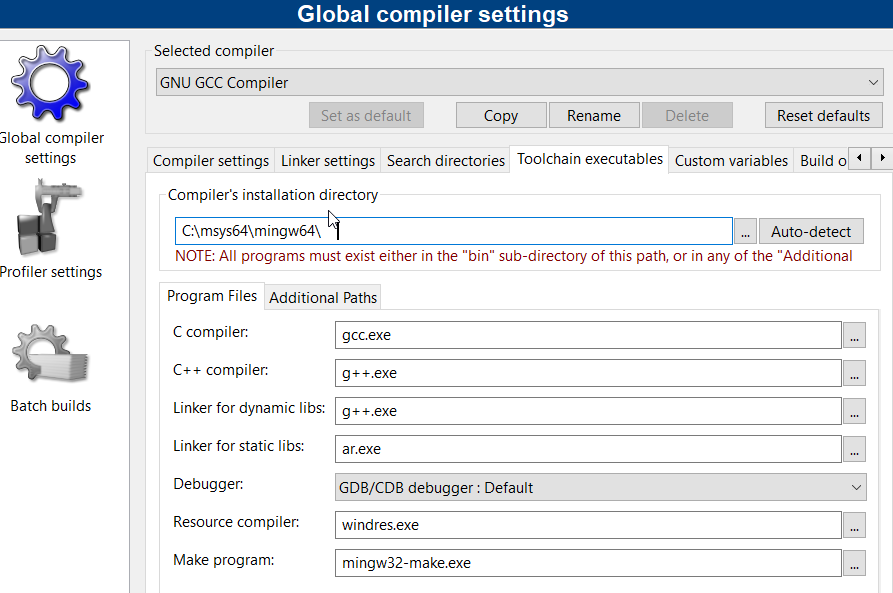 Global compiler settings
Global compiler
settings
Profiler settings
Batch builds
Selected compiler
GNU GCC Compiler
Set as default
Copy
Rename
Delete
Reset defaults
Compiler settings
Linker settings
Search directories
Toolchain executables
Custom variables
Build o
Compiler's installation directory
C:\msys64\mingw64\
...
Auto-detect
NOTE: All programs must exist either in the "bin" sub-directory of this path, or in any of the "Additional
Program Files
Additional Paths
C compiler:
gcc.exe
...
C++ compiler:
g++.exe
...
Linker for dynamic libs:
g++.exe
...
Linker for static libs:
ar.exe
...
Debugger:
GDB/CDB debugger : Default
Resource compiler:
windres.exe
...
Make program:
mingw32-make.exe
...